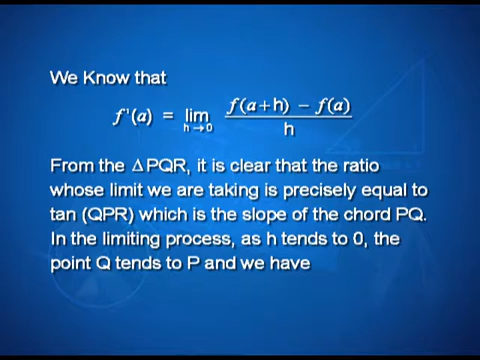 We Know that
f'(a) = lim h→0 f(a+h) − f(a) / h
From the ΔPQR, it is clear that the ratio
whose limit we are taking is precisely equal to
tan (QPR) which is the slope of the chord PQ.
In the limiting process, as h tends to 0, the
point Q tends to P and we have